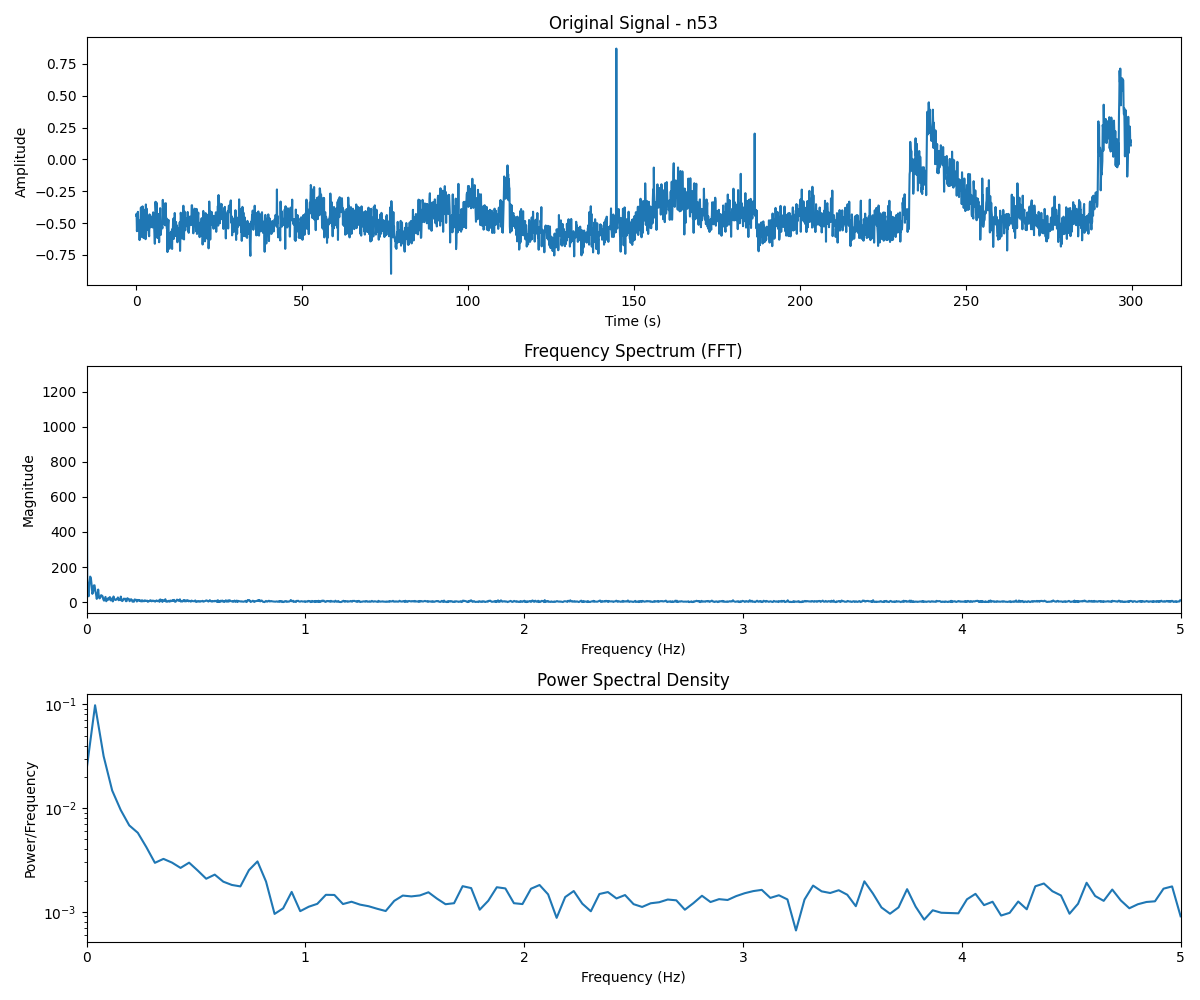 Original Signal - n53
0.75
0.50
0.25
0.00
−0.25
−0.50
−0.75
Amplitude
0 50 100 150 200 250 300
Time (s)
Frequency Spectrum (FFT)
1200
1000
800
600
400
200
0
Magnitude
0 1 2 3 4 5
Frequency (Hz)
Power Spectral Density
10⁻¹
10⁻²
10⁻³
Power/Frequency
0 1 2 3 4 5
Frequency (Hz)